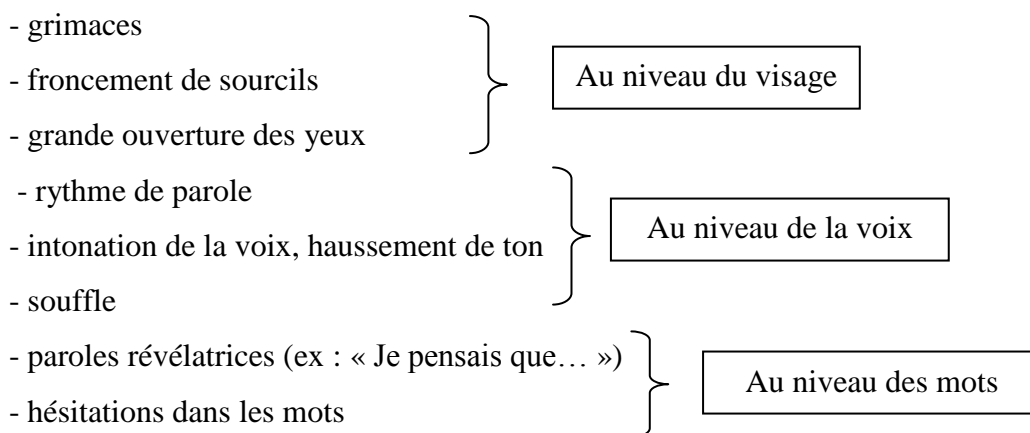 - grimaces
- froncement de sourcils
Au niveau du visage
- grande ouverture des yeux
- rythme de parole
- intonation de la voix, haussement de ton
Au niveau de la voix
- souffle
- paroles révélatrices (ex : « Je pensais que… »)
- hésitations dans les mots
Au niveau des mots